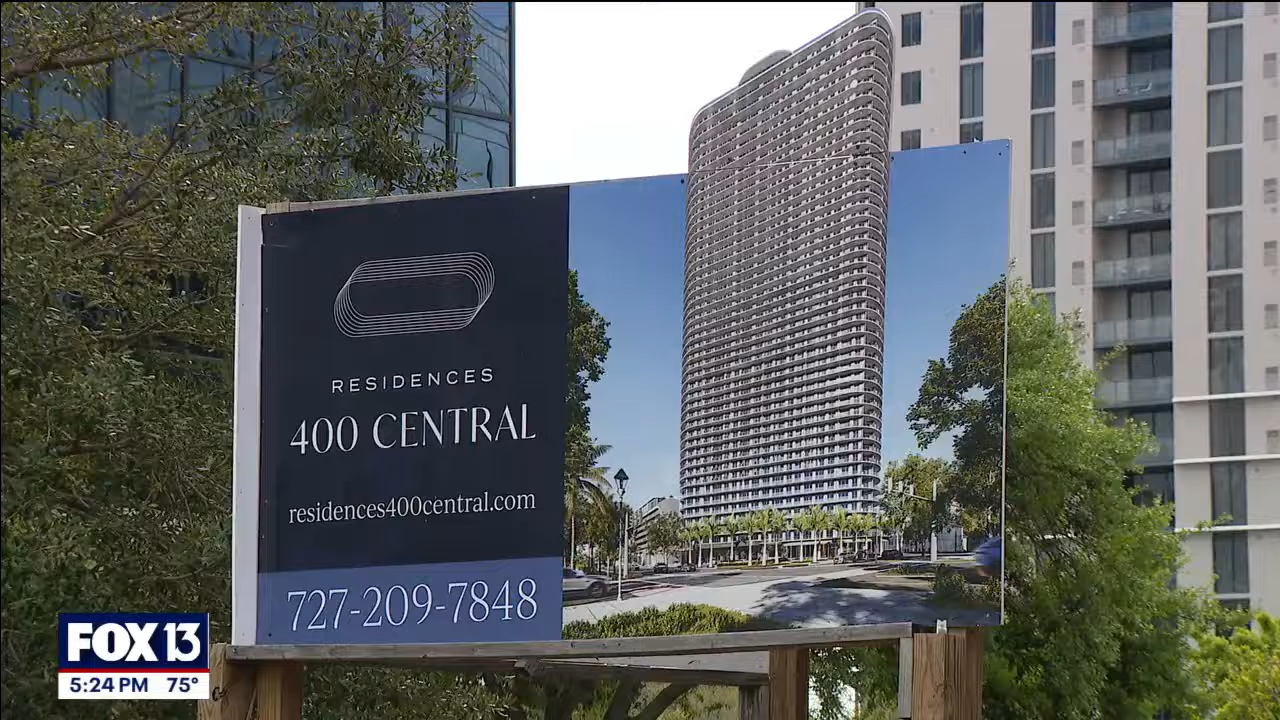 RESIDENCES
400 CENTRAL
residences400central.com
727-209-7848
FOX 13
5:24 PM 75°